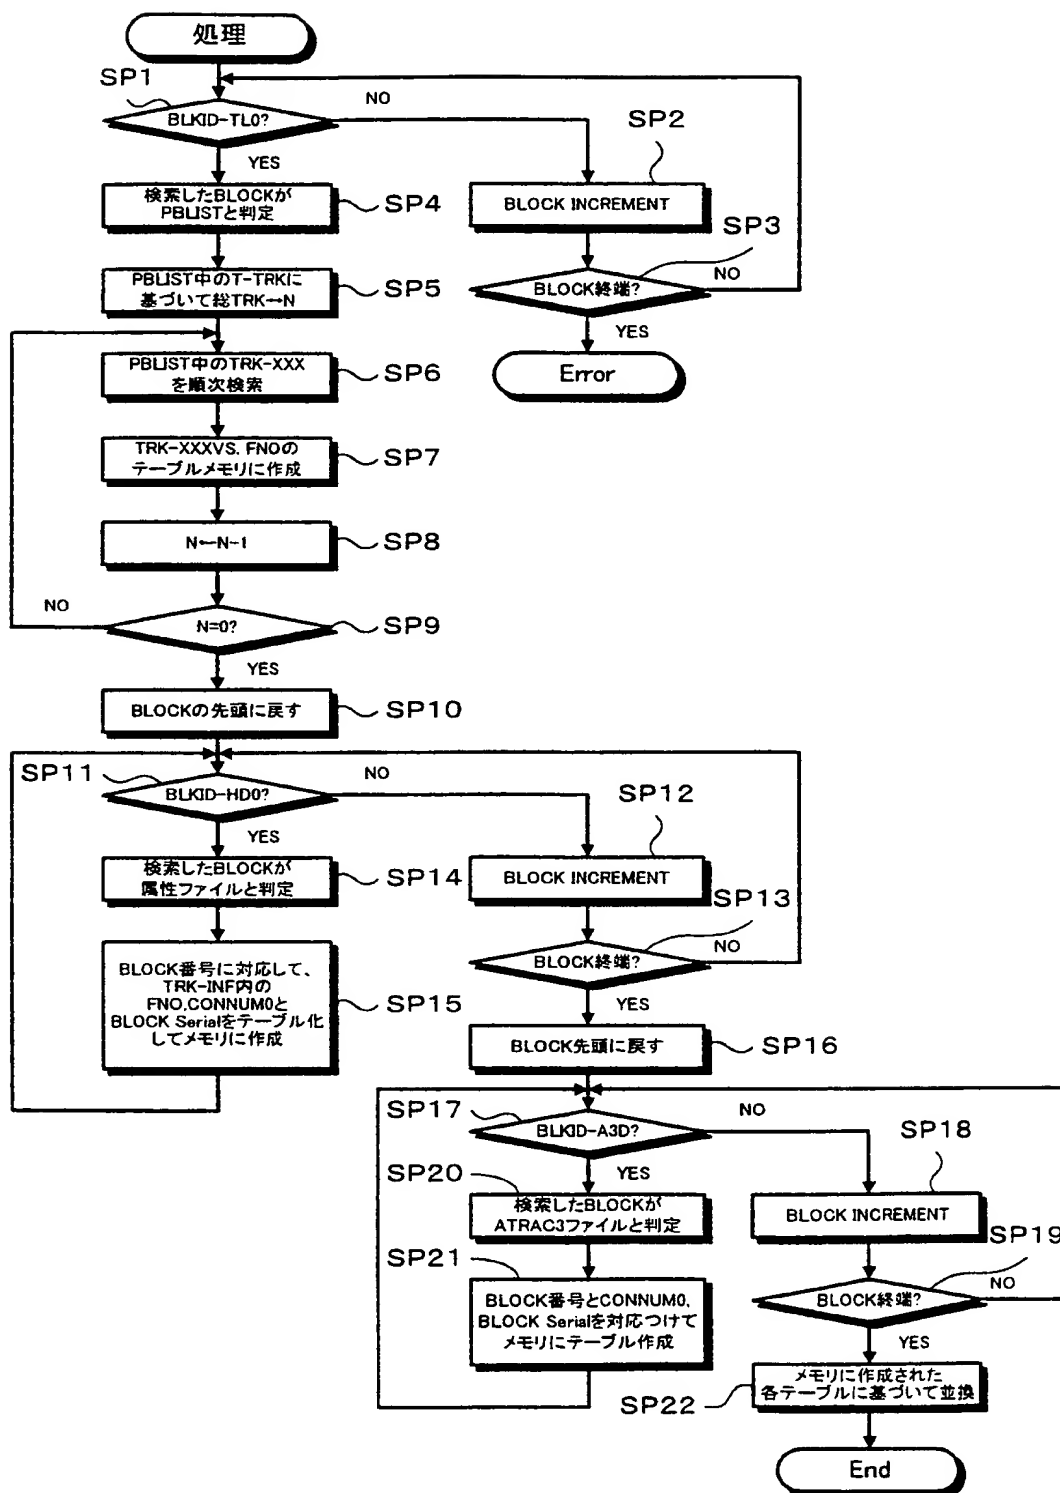 処理
SP1
BLKID-TL0?
NO
YES
SP2
BLOCK INCREMENT
SP3
BLOCK終端?
NO
YES
Error
検索したBLOCKが
PBLISTと判定
SP4
PBLIST中のT-TRKに
基づいて総TRK→N
SP5
PBLIST中のTRK-XXX
を順次検索
SP6
TRK-XXXVS. FNOの
テーブルメモリに作成
SP7
N←N-1
SP8
NO
N=0?
SP9
YES
BLOCKの先頭に戻す
SP10
SP11
BLKID-HD0?
NO
YES
SP12
BLOCK INCREMENT
SP13
BLOCK終端?
NO
YES
検索したBLOCKが
属性ファイルと判定
SP14
BLOCK番号に対応して、
TRK-INF内の
FNO,CONNUM0と
BLOCK Serialをテーブル化
してメモリに作成
SP15
BLOCK先頭に戻す
SP16
SP17
BLKID-A3D?
NO
YES
SP18
BLOCK INCREMENT
SP19
BLOCK終端?
NO
YES
SP20
検索したBLOCKが
ATRAC3ファイルと判定
SP21
BLOCK番号とCONNUM0,
BLOCK Serialを対応つけて
メモリにテーブル作成
SP22
メモリに作成された
各テーブルに基づいて並換
End